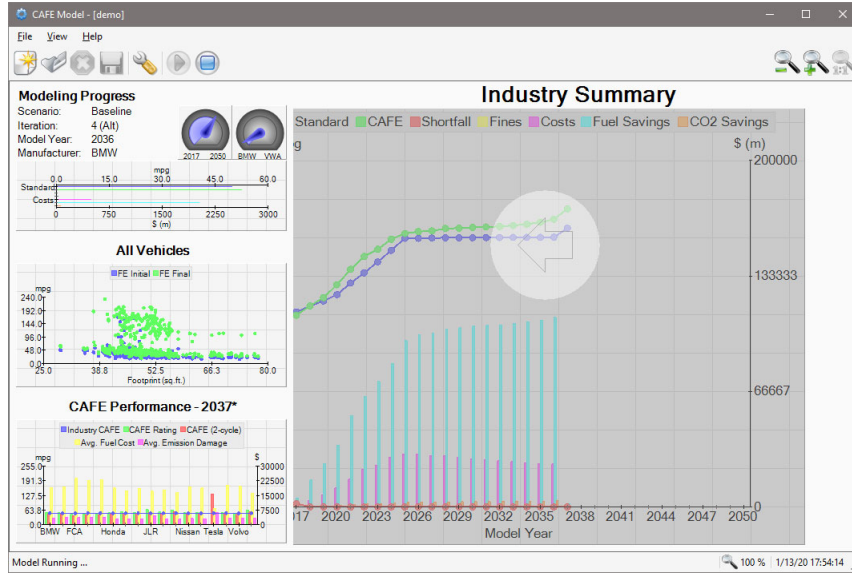 CAFE Model - [demo]
File View Help
Modeling Progress
Scenario: Baseline
Iteration: 4 (Alt)
Model Year: 2036
Manufacturer: BMW
2017 2050 BMW VWA
mpg
0.0 15.0 30.0 45.0 60.0
Standard
Costs
0 750 1500 2250 3000
$ (m)
All Vehicles
FE Initial FE Final
mpg
240.0
192.0
144.0
96.0
48.0
0.0
25.0 38.8 52.5 66.3 80.0
Footprint (sq.ft.)
CAFE Performance - 2037*
Industry CAFE CAFE Rating CAFE (2-cycle)
Avg. Fuel Cost Avg. Emission Damage
mpg $
255.0 30000
191.3 22500
127.5 15000
63.8 7500
0.0 0
BMW FCA Honda JLR Nissan Tesla Volvo
Industry Summary
Standard CAFE Shortfall Fines Costs Fuel Savings CO2 Savings
$ (m)
200000
133333
66667
0
017 2020 2023 2026 2029 2032 2035 2038 2041 2044 2047 2050
Model Year
Model Running ...
100 % 1/13/20 17:54:14